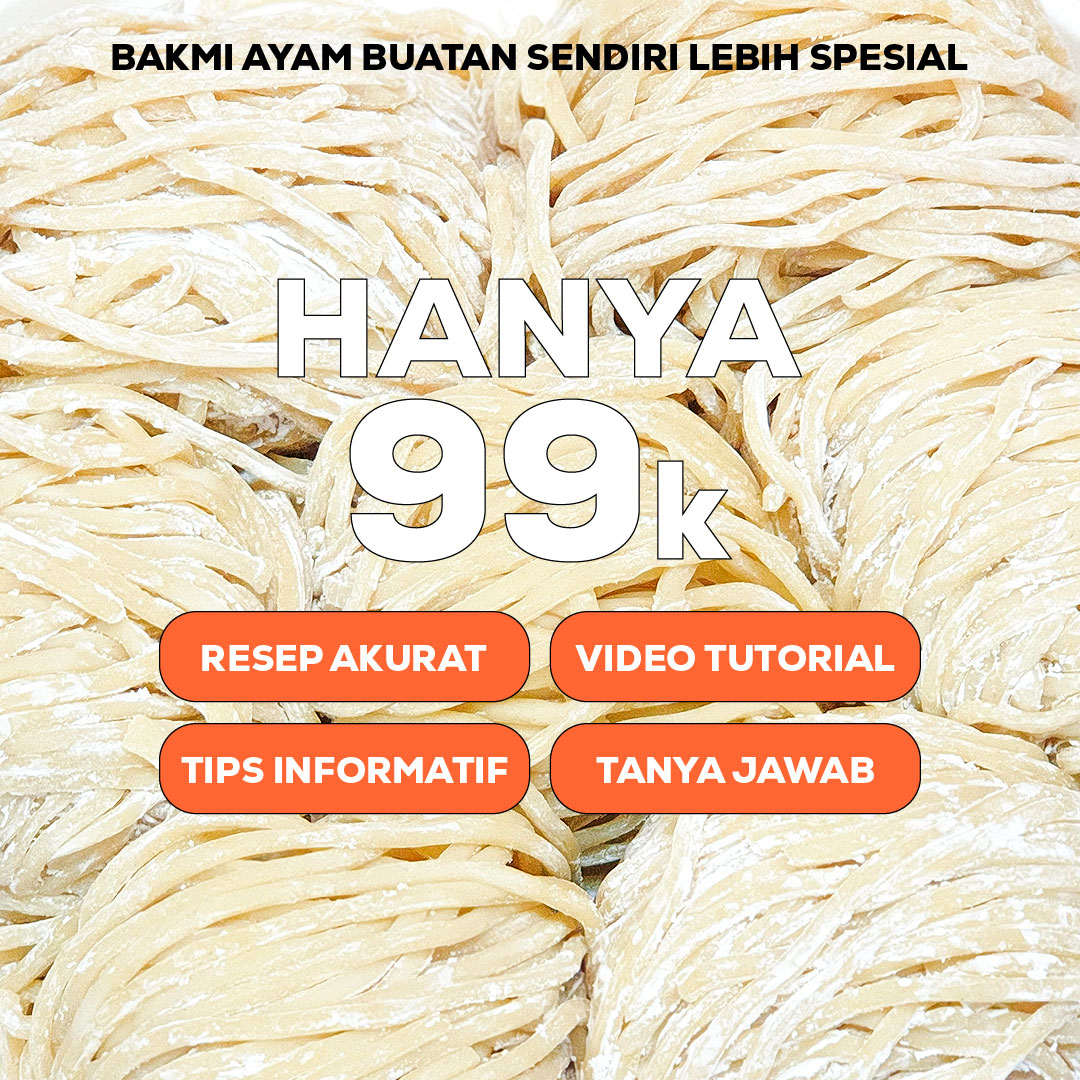 BAKMI AYAM BUATAN SENDIRI LEBIH SPESIAL
HANYA
99k
RESEP AKURAT
VIDEO TUTORIAL
TIPS INFORMATIF
TANYA JAWAB